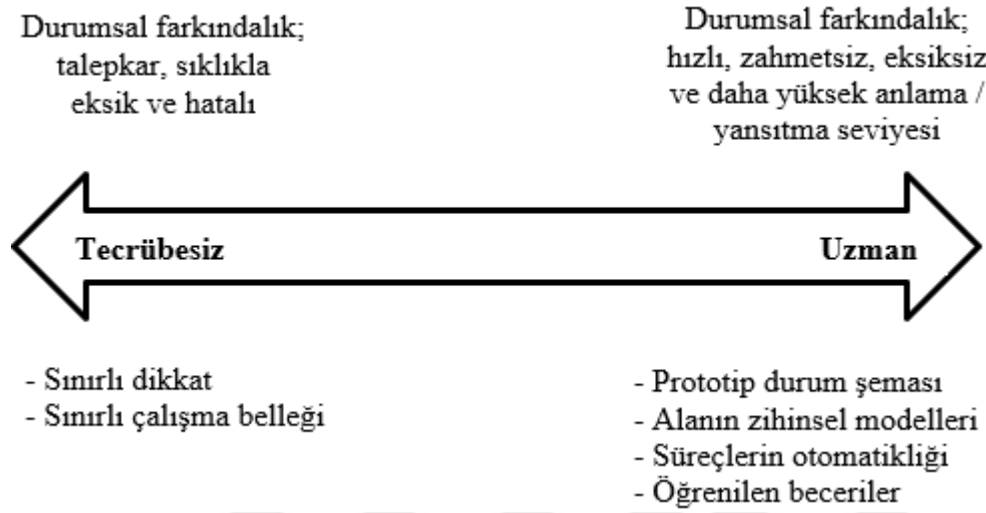 Durumsal farkındalık;
talepkar, sıklıkla
eksik ve hatalı
Durumsal farkındalık;
hızlı, zahmetsiz, eksiksiz
ve daha yüksek anlama /
yansıtma seviyesi
Tecrübesiz
Uzman
- Sınırlı dikkat
- Sınırlı çalışma belleği
- Prototip durum şeması
- Alanın zihinsel modelleri
- Süreçlerin otomatikliği
- Öğrenilen beceriler